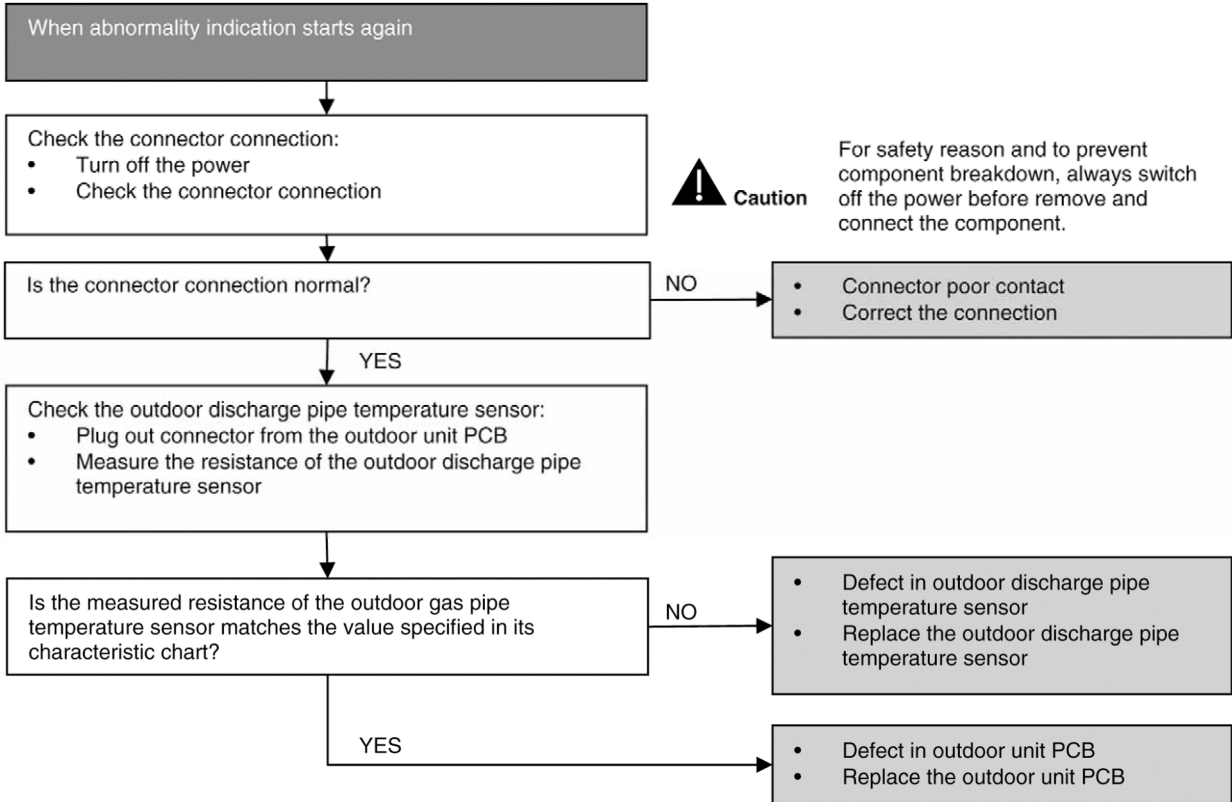 When abnormality indication starts again
Check the connector connection:
• Turn off the power
• Check the connector connection
Caution
For safety reason and to prevent
component breakdown, always switch
off the power before remove and
connect the component.
Is the connector connection normal?
NO
• Connector poor contact
• Correct the connection
YES
Check the outdoor discharge pipe temperature sensor:
• Plug out connector from the outdoor unit PCB
• Measure the resistance of the outdoor discharge pipe
temperature sensor
Is the measured resistance of the outdoor gas pipe
temperature sensor matches the value specified in its
characteristic chart?
NO
• Defect in outdoor discharge pipe
temperature sensor
• Replace the outdoor discharge pipe
temperature sensor
YES
• Defect in outdoor unit PCB
• Replace the outdoor unit PCB